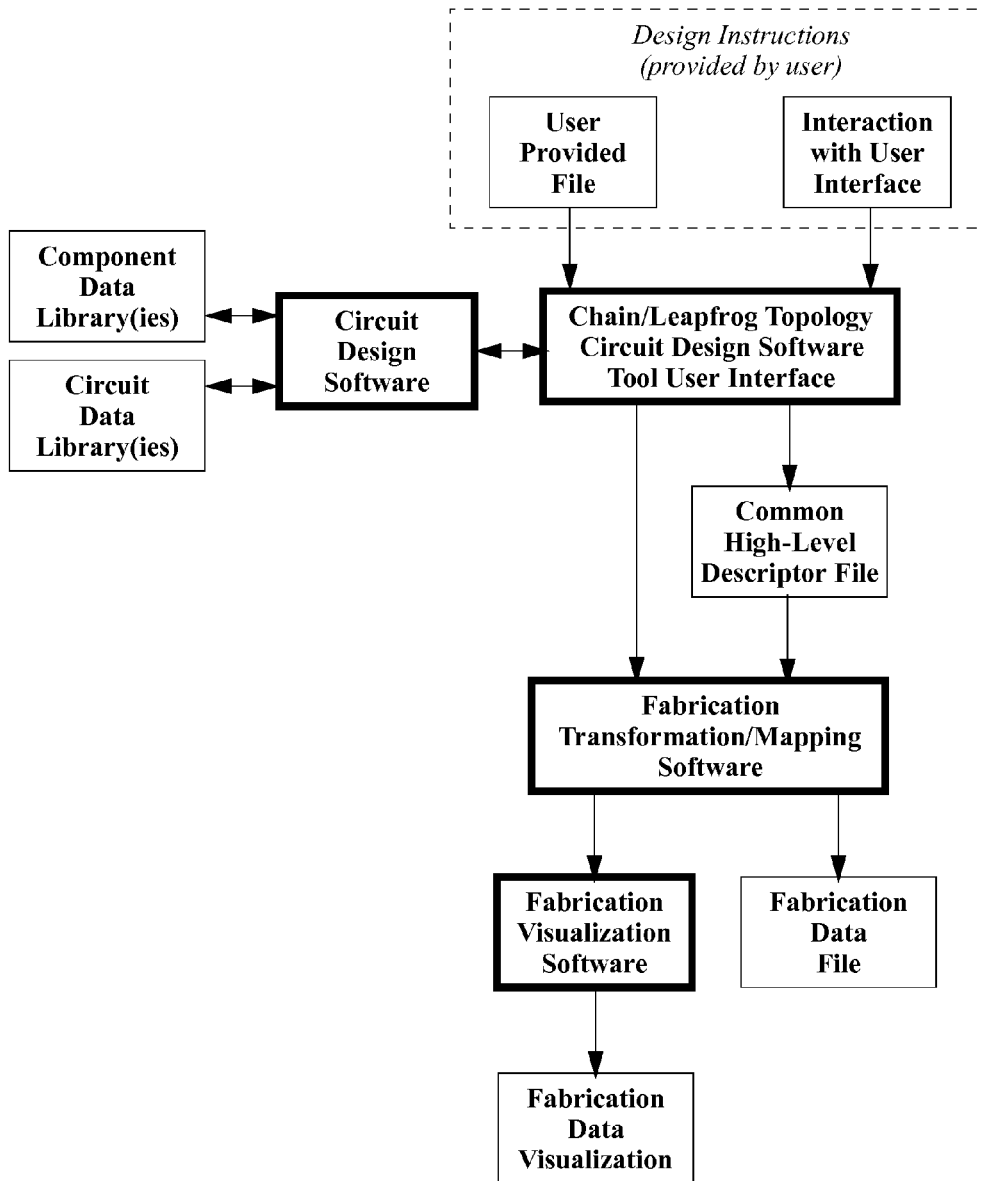 Design Instructions
(provided by user)
User
Provided
File
Interaction
with User
Interface
Component
Data
Library(ies)
Circuit
Data
Library(ies)
Circuit
Design
Software
Chain/Leapfrog Topology
Circuit Design Software
Tool User Interface
Common
High-Level
Descriptor File
Fabrication
Transformation/Mapping
Software
Fabrication
Visualization
Software
Fabrication
Data
File
Fabrication
Data
Visualization